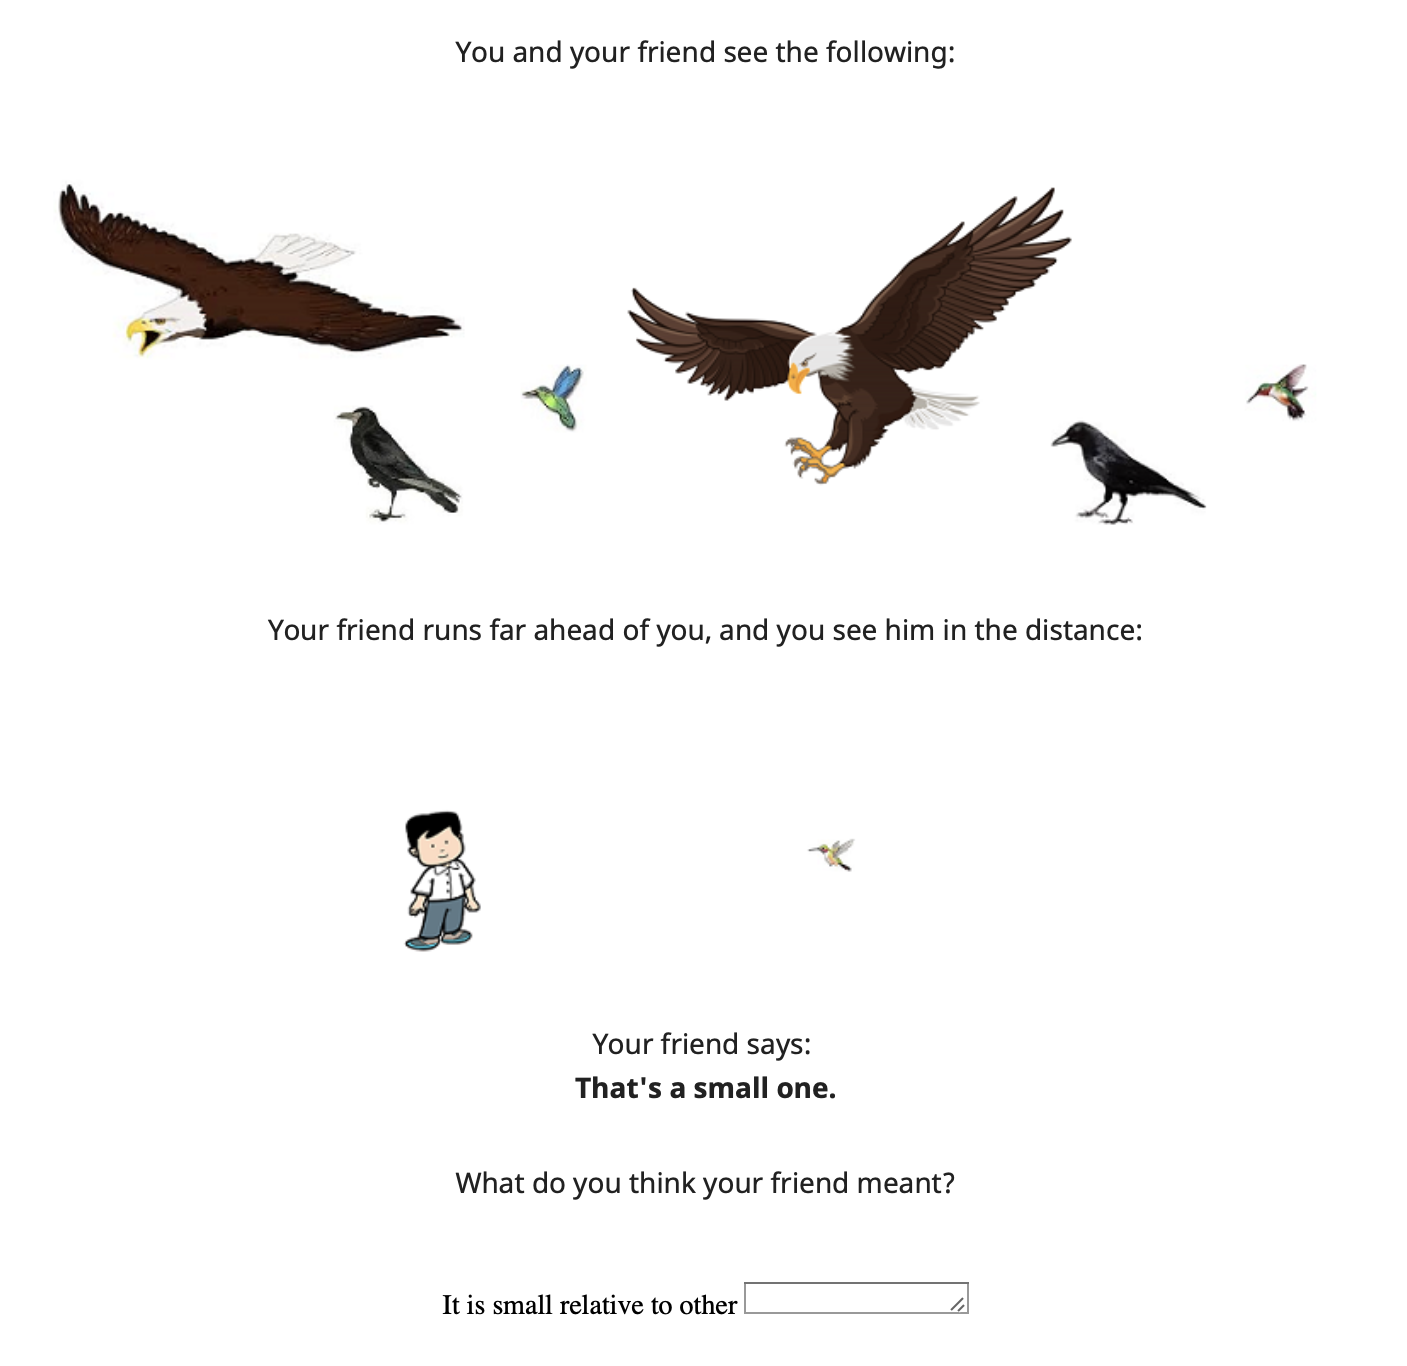 You and your friend see the following:
Your friend runs far ahead of you, and you see him in the distance:
Your friend says:
That's a small one.
What do you think your friend meant?
It is small relative to other